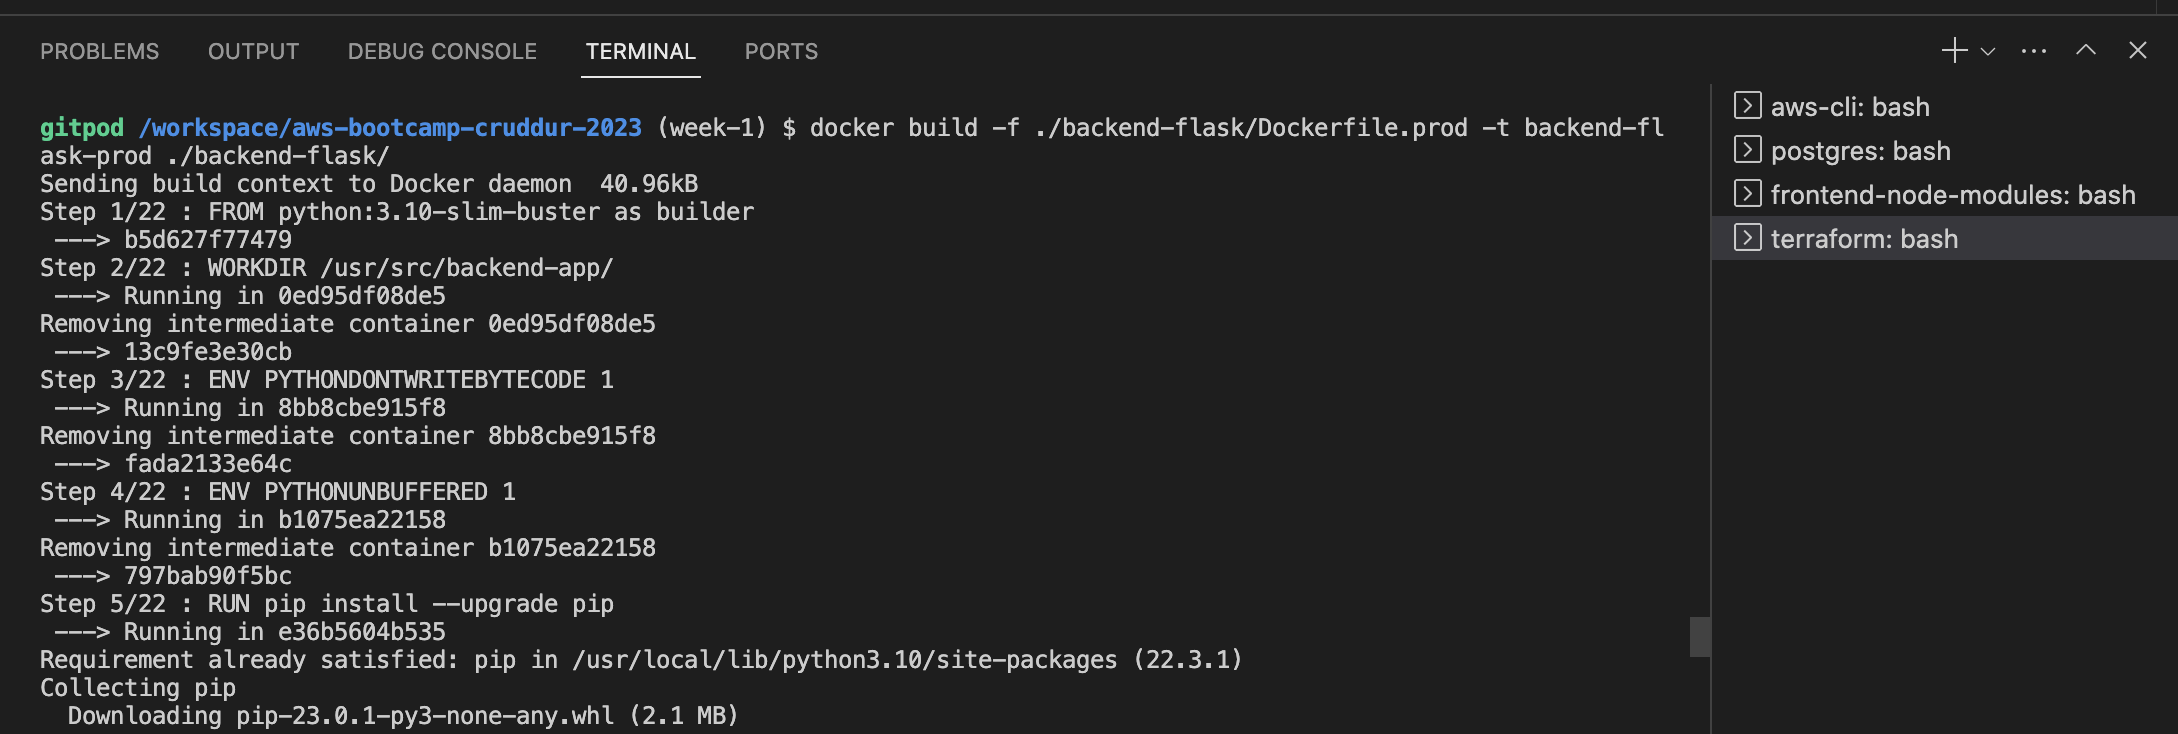 PROBLEMS OUTPUT DEBUG CONSOLE TERMINAL PORTS
gitpod /workspace/aws-bootcamp-cruddur-2023 (week-1) $ docker build -f ./backend-flask/Dockerfile.prod -t backend-fl
ask-prod ./backend-flask/
Sending build context to Docker daemon  40.96kB
Step 1/22 : FROM python:3.10-slim-buster as builder
 ---> b5d627f77479
Step 2/22 : WORKDIR /usr/src/backend-app/
 ---> Running in 0ed95df08de5
Removing intermediate container 0ed95df08de5
 ---> 13c9fe3e30cb
Step 3/22 : ENV PYTHONDONTWRITEBYTECODE 1
 ---> Running in 8bb8cbe915f8
Removing intermediate container 8bb8cbe915f8
 ---> fada2133e64c
Step 4/22 : ENV PYTHONUNBUFFERED 1
 ---> Running in b1075ea22158
Removing intermediate container b1075ea22158
 ---> 797bab90f5bc
Step 5/22 : RUN pip install --upgrade pip
 ---> Running in e36b5604b535
Requirement already satisfied: pip in /usr/local/lib/python3.10/site-packages (22.3.1)
Collecting pip
  Downloading pip-23.0.1-py3-none-any.whl (2.1 MB)
aws-cli: bash
postgres: bash
frontend-node-modules: bash
terraform: bash